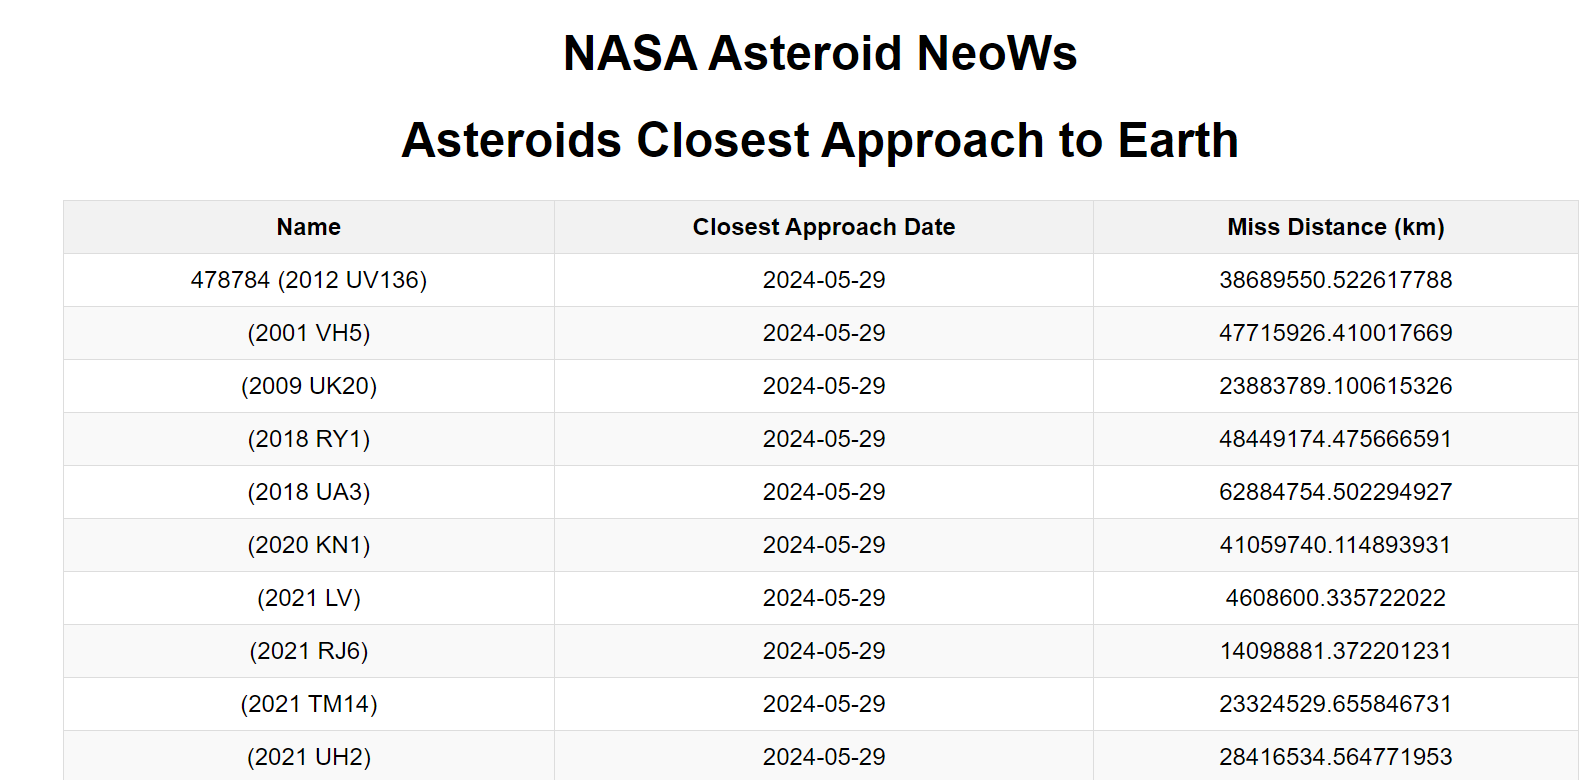 NASA Asteroid NeoWs
Asteroids Closest Approach to Earth
Name Closest Approach Date Miss Distance (km)
478784 (2012 UV136) 2024-05-29 38689550.522617788
(2001 VH5) 2024-05-29 47715926.410017669
(2009 UK20) 2024-05-29 23883789.100615326
(2018 RY1) 2024-05-29 48449174.475666591
(2018 UA3) 2024-05-29 62884754.502294927
(2020 KN1) 2024-05-29 41059740.114893931
(2021 LV) 2024-05-29 4608600.335722022
(2021 RJ6) 2024-05-29 14098881.372201231
(2021 TM14) 2024-05-29 23324529.655846731
(2021 UH2) 2024-05-29 28416534.564771953